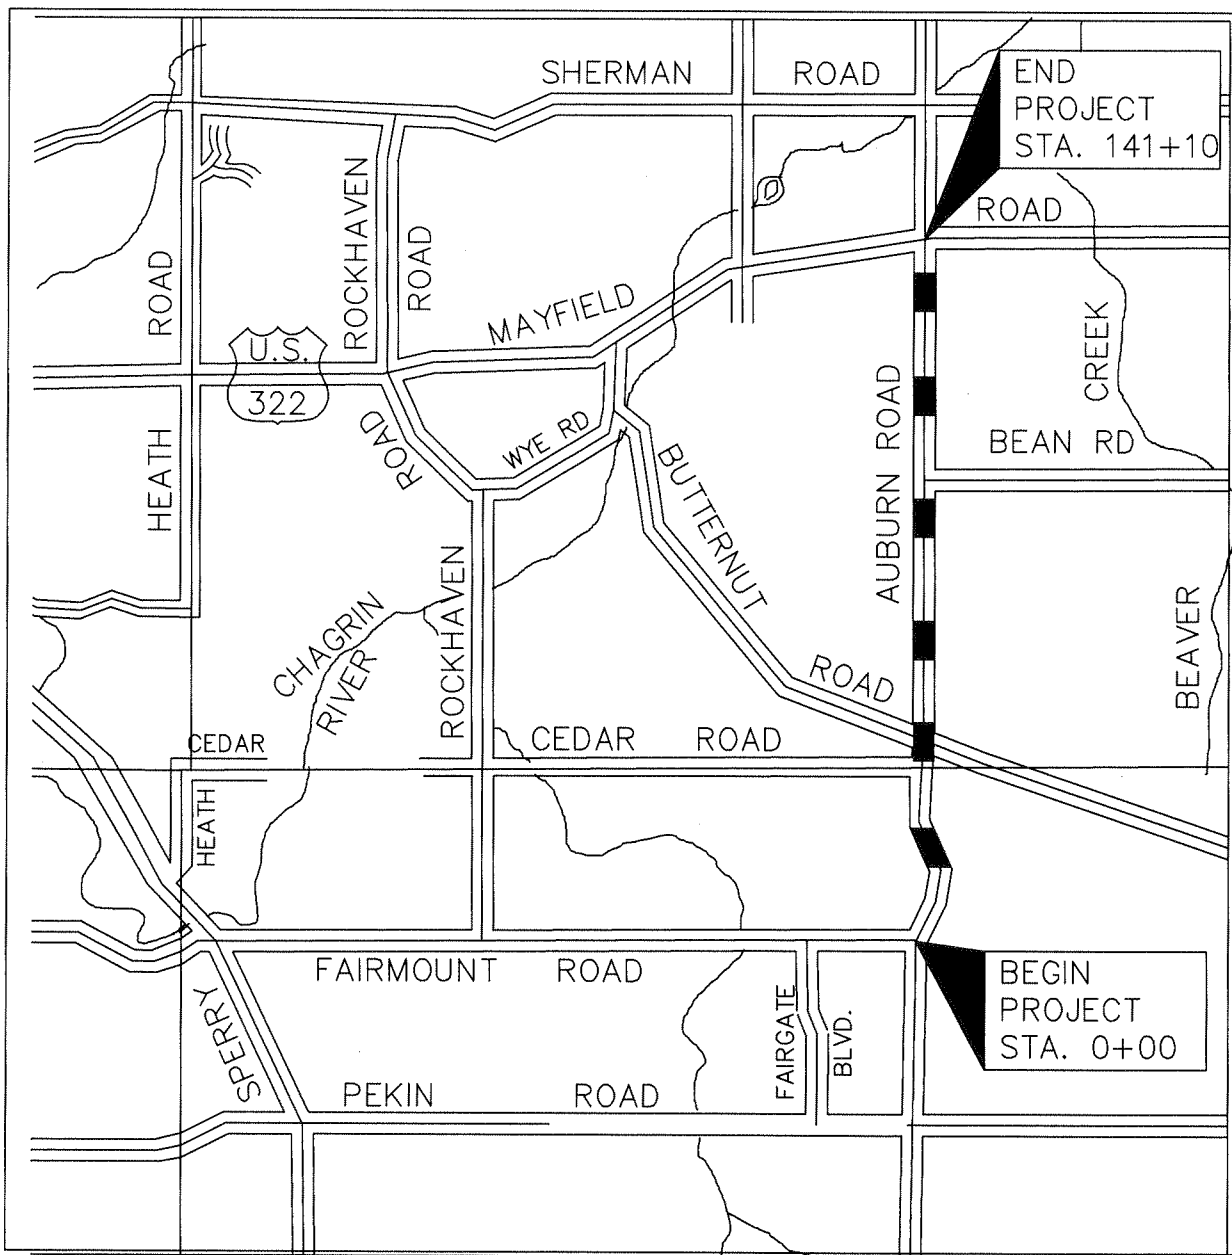 SHERMAN ROAD
END
PROJECT
STA. 141+10
ROAD
ROCKHAVEN
ROAD
ROAD
MAYFIELD
U.S.
322
HEATH
ROAD
WYE RD
BUTTERNUT
ROAD
AUBURN ROAD
CREEK
BEAN RD
BEAVER
CHAGRIN
RIVER
ROCKHAVEN
CEDAR
CEDAR ROAD
HEATH
FAIRMOUNT ROAD
SPERRY
PEKIN ROAD
FAIRGATE
BLVD.
BEGIN
PROJECT
STA. 0+00